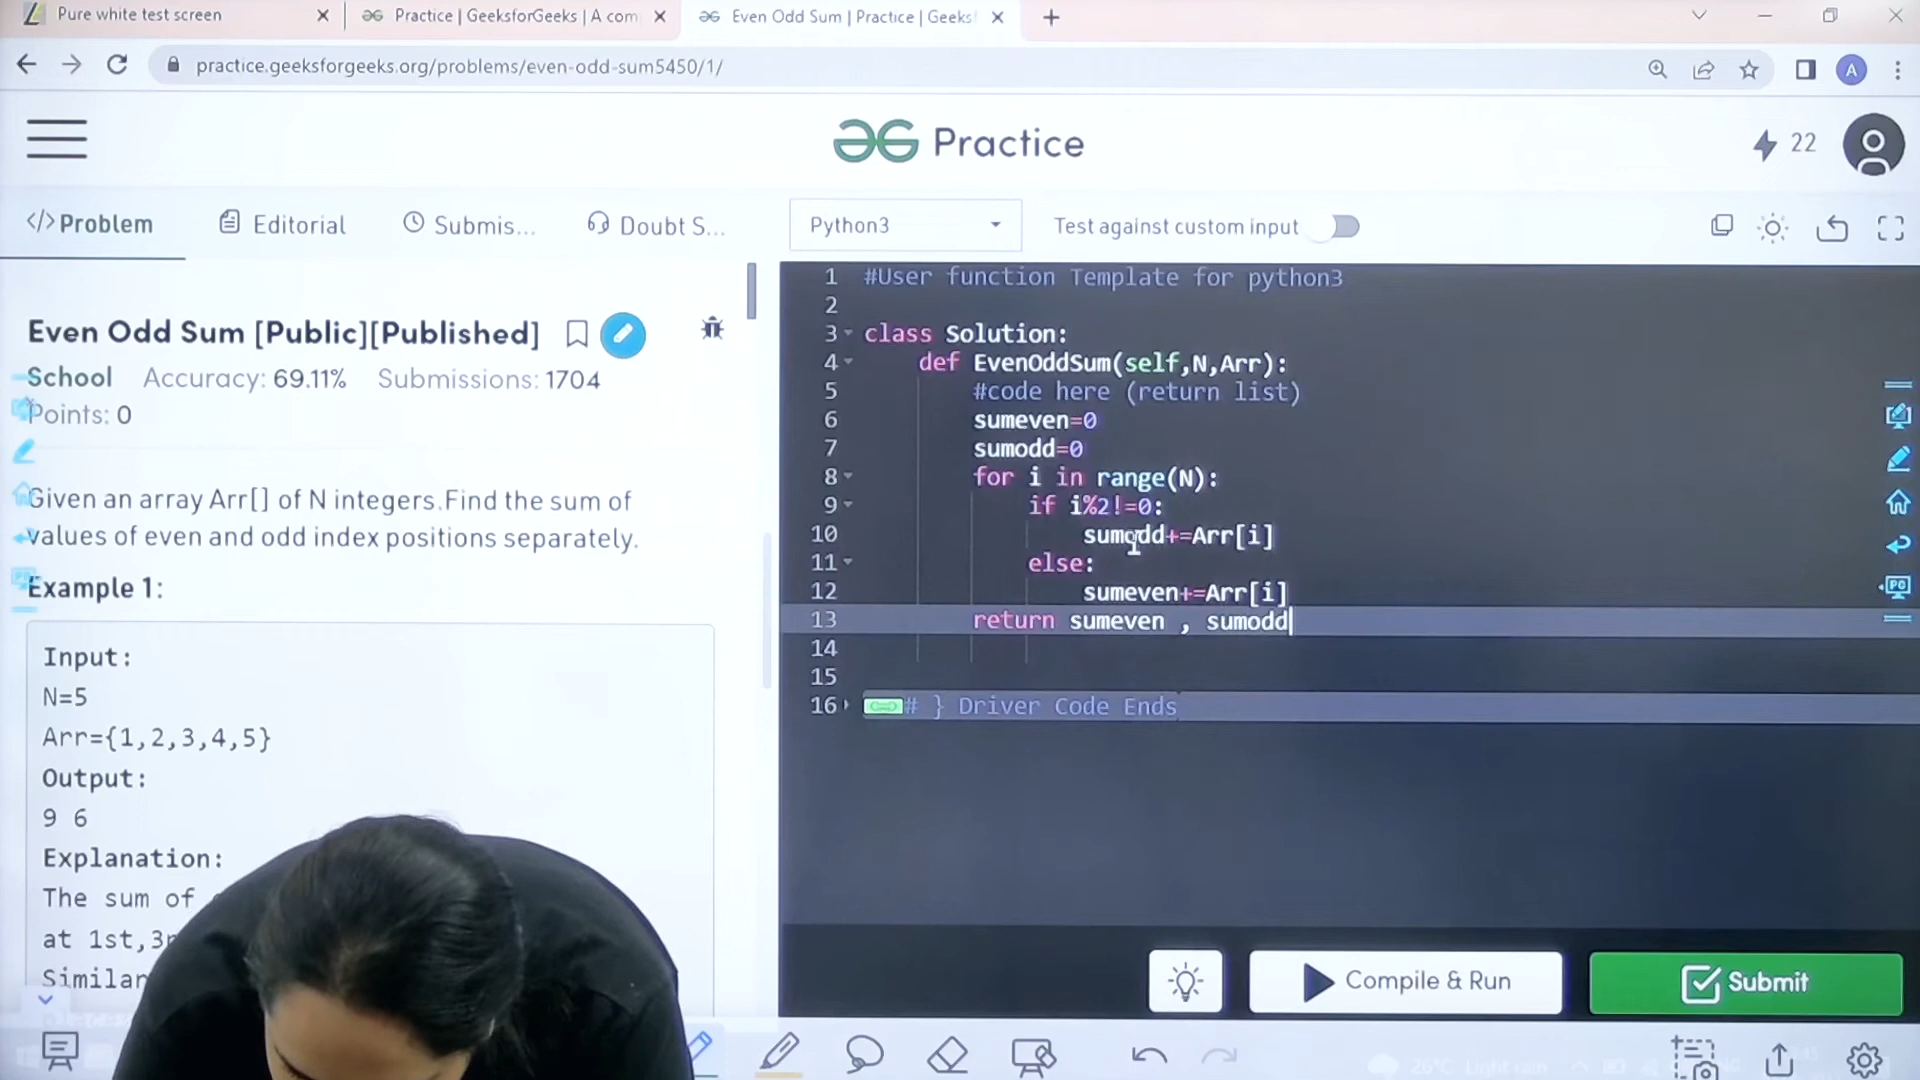 Pure white test screen
Practice | GeeksforGeeks | A com
Even Odd Sum | Practice | Geeks
practice.geeksforgeeks.org/problems/even-odd-sum5450/1/
A
Practice
22
</> Problem
Editorial
Submis...
Doubt S...
Python3
Test against custom input
Even Odd Sum [Public][Published]
School Accuracy: 69.11% Submissions: 1704
Points: 0
Given an array Arr[] of N integers.Find the sum of
values of even and odd index positions separately.
Example 1:
Input:
N=5
Arr={1,2,3,4,5}
Output:
9 6
Explanation:
The sum of
at 1st,3r
Similar
1 #User function Template for python3
2
3 class Solution:
4 def EvenOddSum(self,N,Arr):
5 #code here (return list)
6 sumeven=0
7 sumodd=0
8 for i in range(N):
9 if i%2!=0:
10 sumodd+=Arr[i]
11 else:
12 sumeven+=Arr[i]
13 return sumeven , sumodd
14
15
16 # } Driver Code Ends
Compile & Run
Submit
26°C Light rain